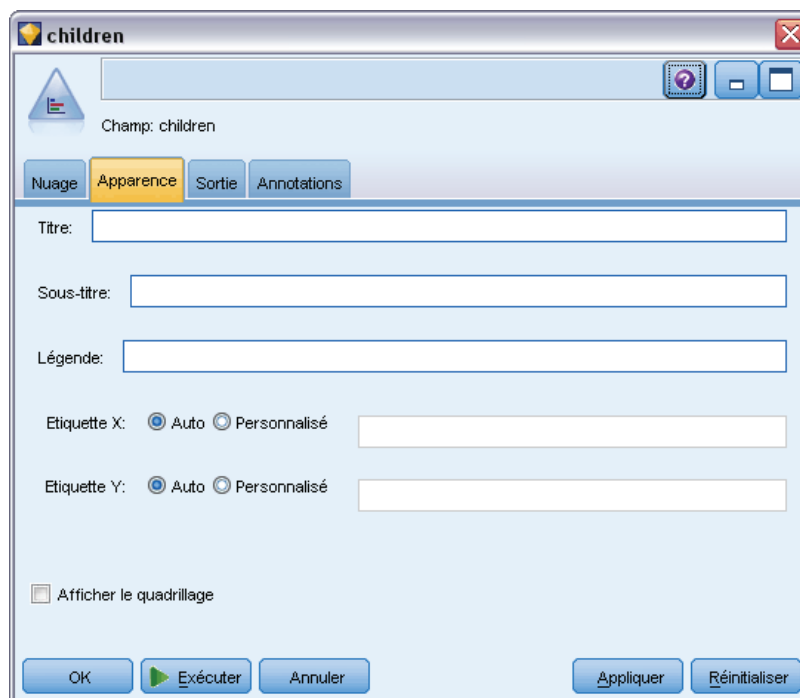 children
Champ: children
Nuage Apparence Sortie Annotations
Titre:
Sous-titre:
Légende:
Etiquette X: Auto Personnalisé
Etiquette Y: Auto Personnalisé
Afficher le quadrillage
OK Exécuter Annuler Appliquer Réinitialiser